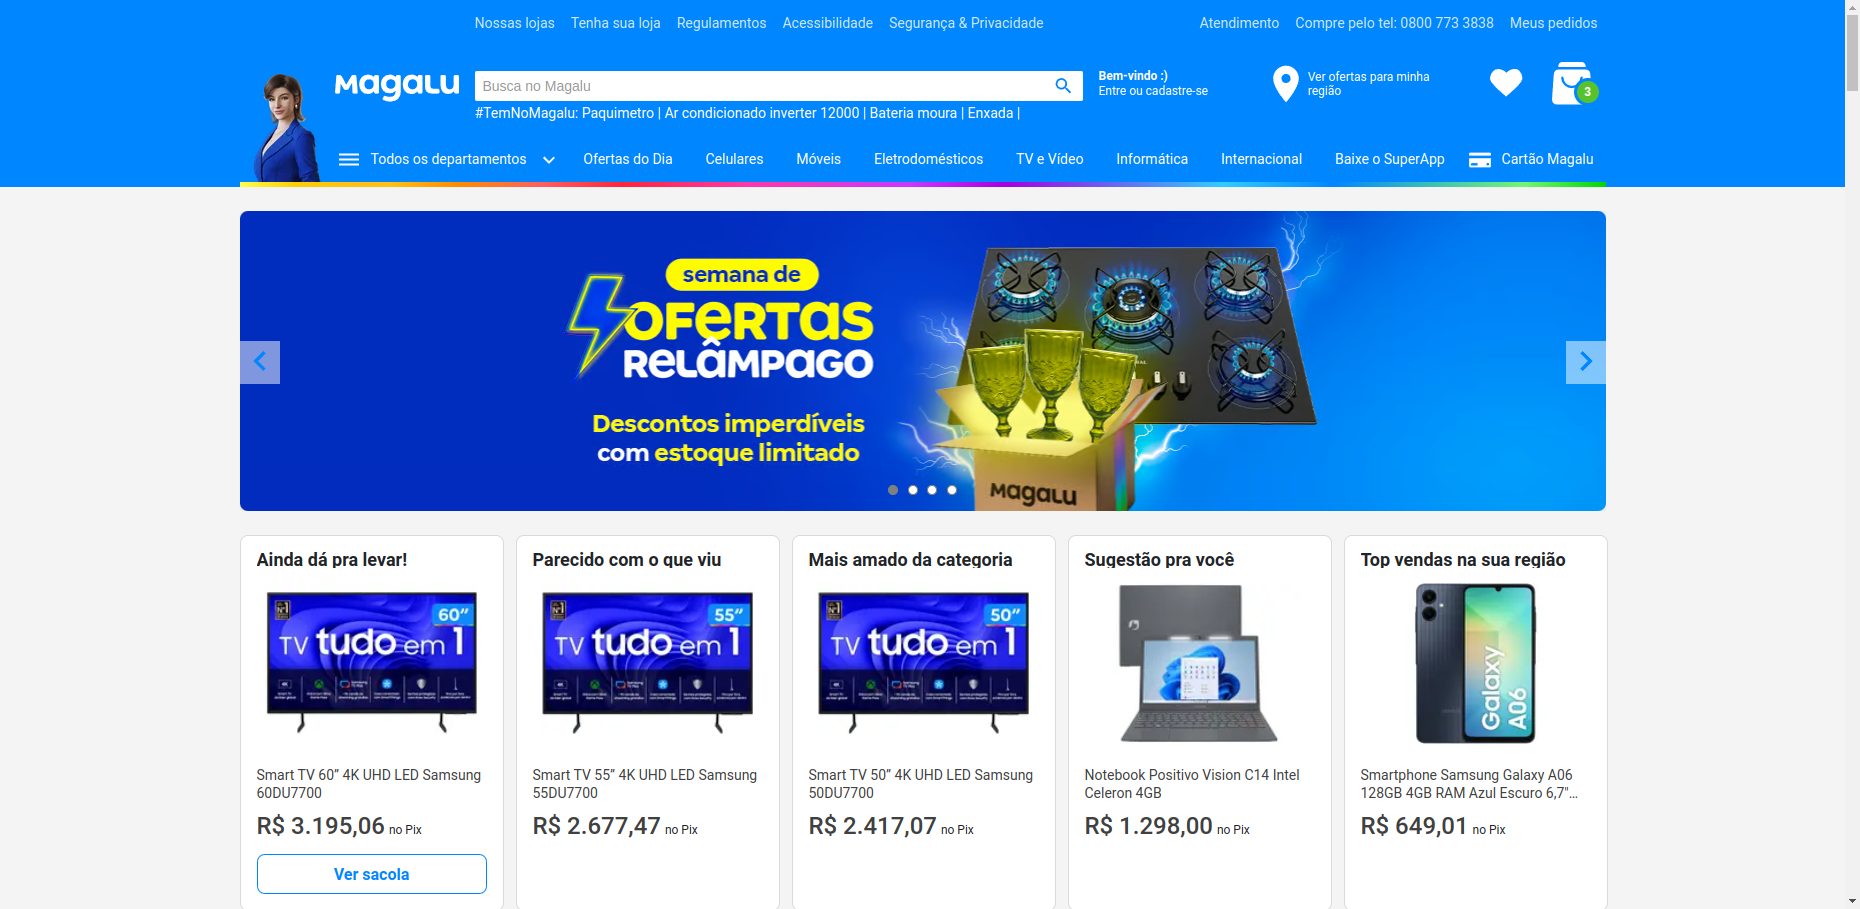 Nossas lojas Tenha sua loja Regulamentos Acessibilidade Segurança & Privacidade Atendimento Compre pelo tel: 0800 773 3838 Meus pedidos
Magalu
Busca no Magalu
Bem-vindo :)
Entre ou cadastre-se
Ver ofertas para minha
região
3
#TemNoMagalu: Paquimetro | Ar condicionado inverter 12000 | Bateria moura | Enxada |
Todos os departamentos Ofertas do Dia Celulares Móveis Eletrodomésticos TV e Vídeo Informática Internacional Baixe o SuperApp Cartão Magalu
semana de
OFERTAS
RELÂMPAGO
Descontos imperdíveis
com estoque limitado
Magalu
Ainda dá pra levar!
60”
TV tudo em 1
Smart TV 60” 4K UHD LED Samsung
60DU7700
R$ 3.195,06 no Pix
Ver sacola
Parecido com o que viu
55”
TV tudo em 1
Smart TV 55” 4K UHD LED Samsung
55DU7700
R$ 2.677,47 no Pix
Mais amado da categoria
50”
TV tudo em 1
Smart TV 50” 4K UHD LED Samsung
50DU7700
R$ 2.417,07 no Pix
Sugestão pra você
Notebook Positivo Vision C14 Intel
Celeron 4GB
R$ 1.298,00 no Pix
Top vendas na sua região
Galaxy
A06
Smartphone Samsung Galaxy A06
128GB 4GB RAM Azul Escuro 6,7"...
R$ 649,01 no Pix